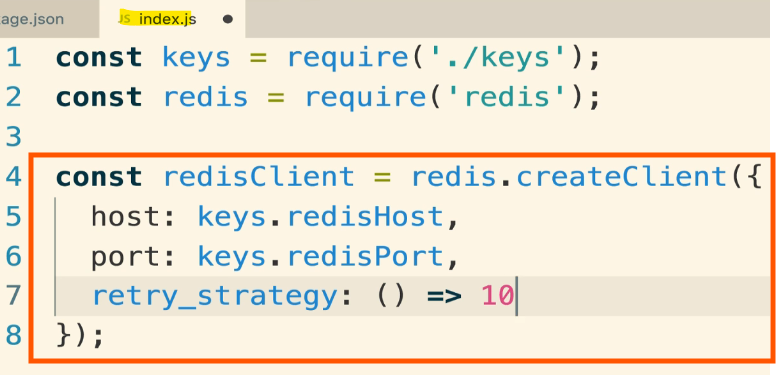 age.json JS index.js
1 const keys = require('./keys');
2 const redis = require('redis');
3
4 const redisClient = redis.createClient({
5 host: keys.redisHost,
6 port: keys.redisPort,
7 retry_strategy: () => 10
8 });